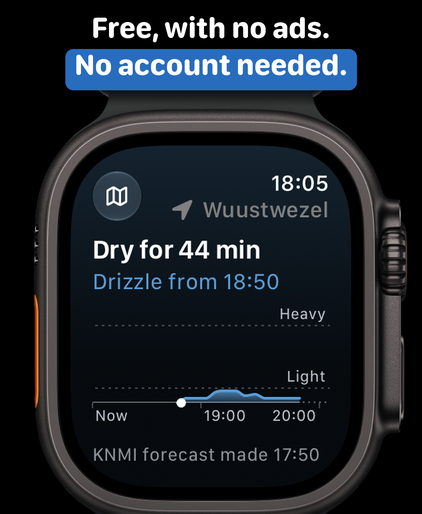 Free, with no ads.
No account needed.
18:05
Wuustwezel
Dry for 44 min
Drizzle from 18:50
Heavy
Light
Now 19:00 20:00
KNMI forecast made 17:50